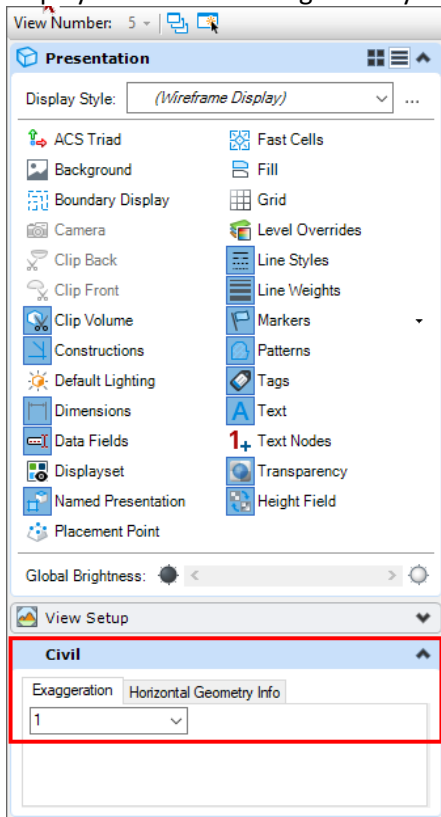 View Number: 5
Presentation
Display Style: (Wireframe Display) ...
ACS Triad Fast Cells
Background Fill
Boundary Display Grid
Camera Level Overrides
Clip Back Line Styles
Clip Front Line Weights
Clip Volume Markers
Constructions Patterns
Default Lighting Tags
Dimensions Text
Data Fields Text Nodes
Displayset Transparency
Named Presentation Height Field
Placement Point
Global Brightness:
View Setup
Civil
Exaggeration Horizontal Geometry Info
1